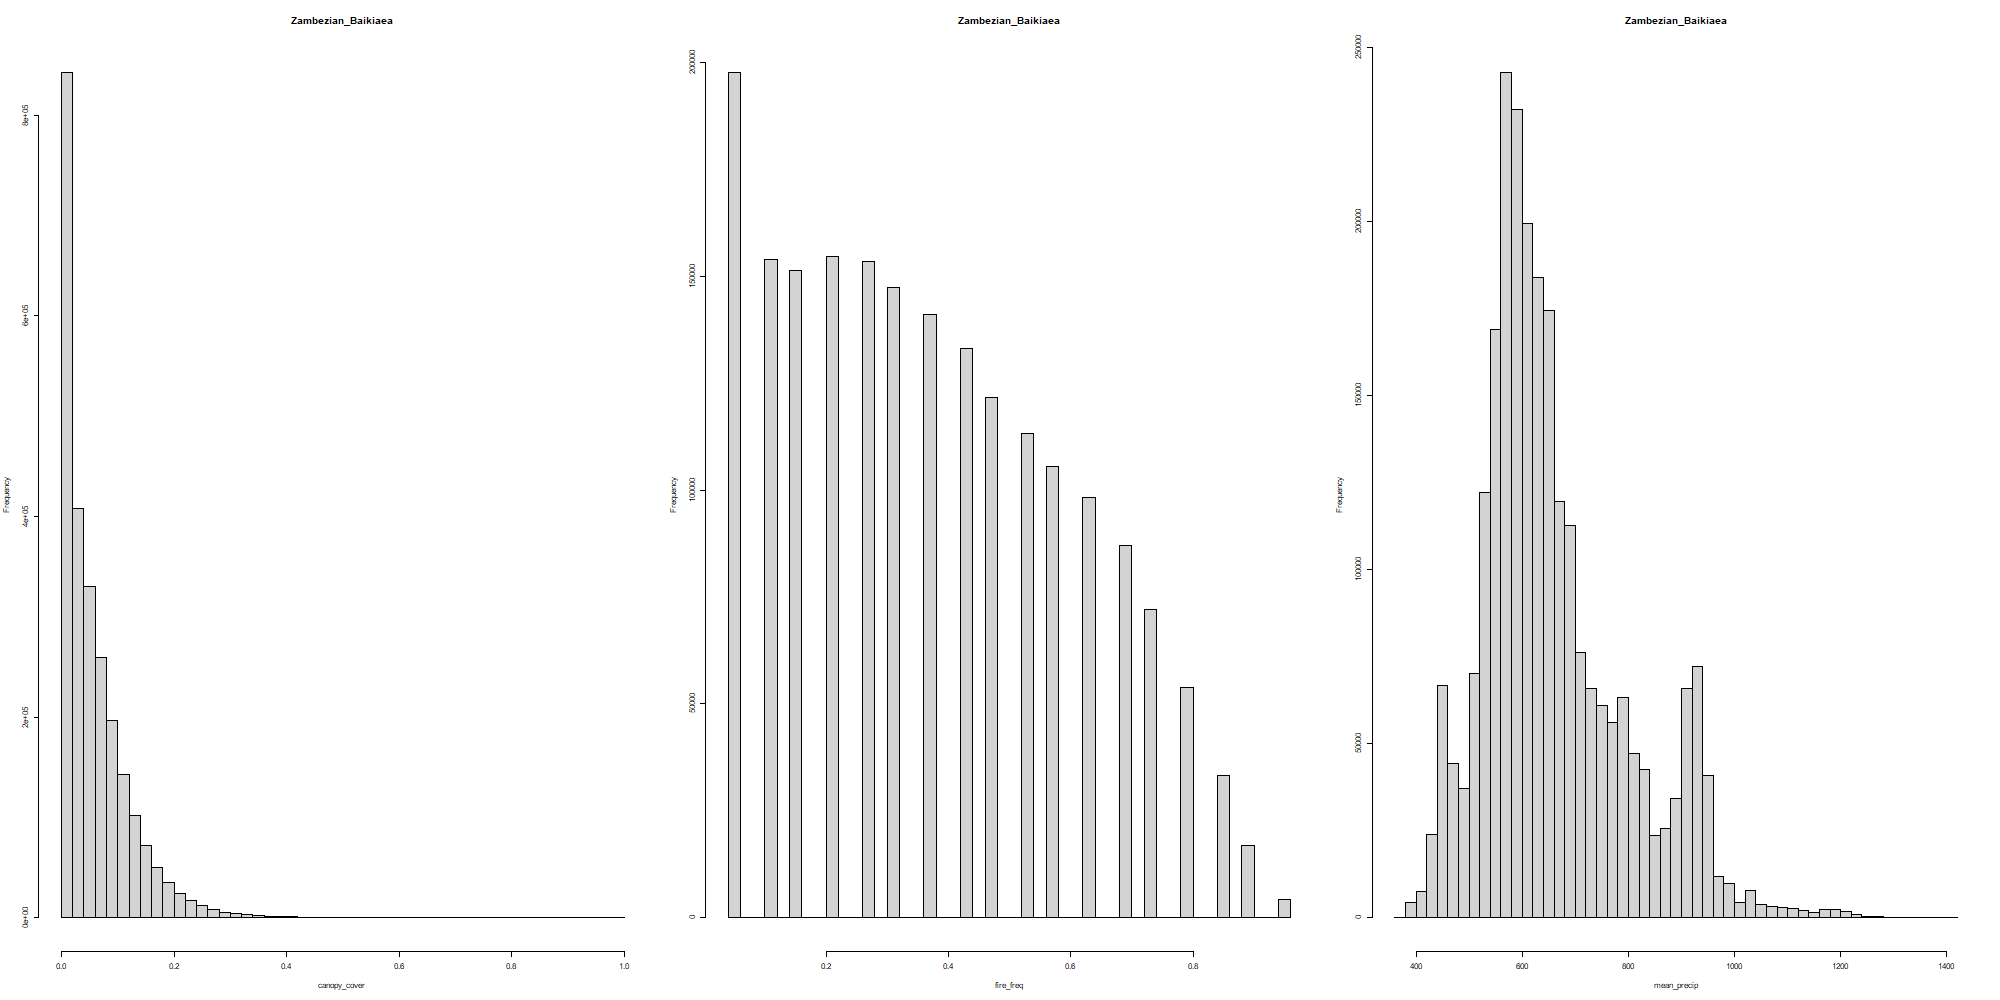 Zambezian_Baikiaea
Frequency
8e+05
6e+05
4e+05
2e+05
0e+00
0.0 0.2 0.4 0.6 0.8 1.0
canopy_cover
Zambezian_Baikiaea
Frequency
200000
150000
100000
50000
0
0.2 0.4 0.6 0.8
fire_freq
Zambezian_Baikiaea
Frequency
250000
200000
150000
100000
50000
0
400 600 800 1000 1200 1400
mean_precip